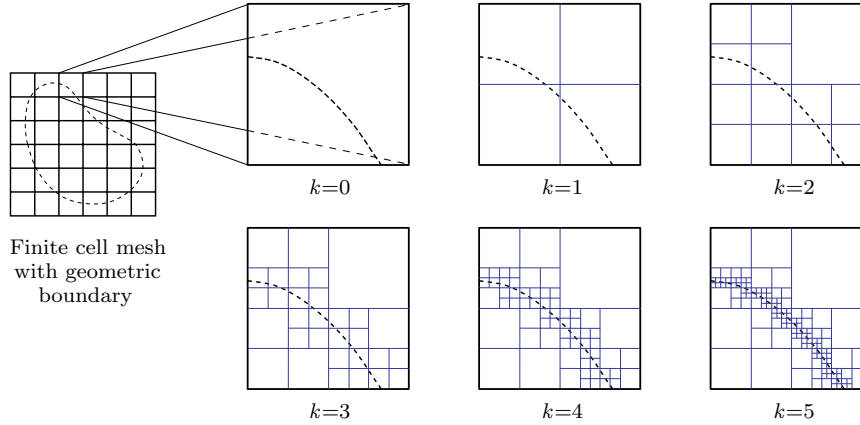 k=0
k=1
k=2
Finite cell mesh
with geometric
boundary
k=3
k=4
k=5